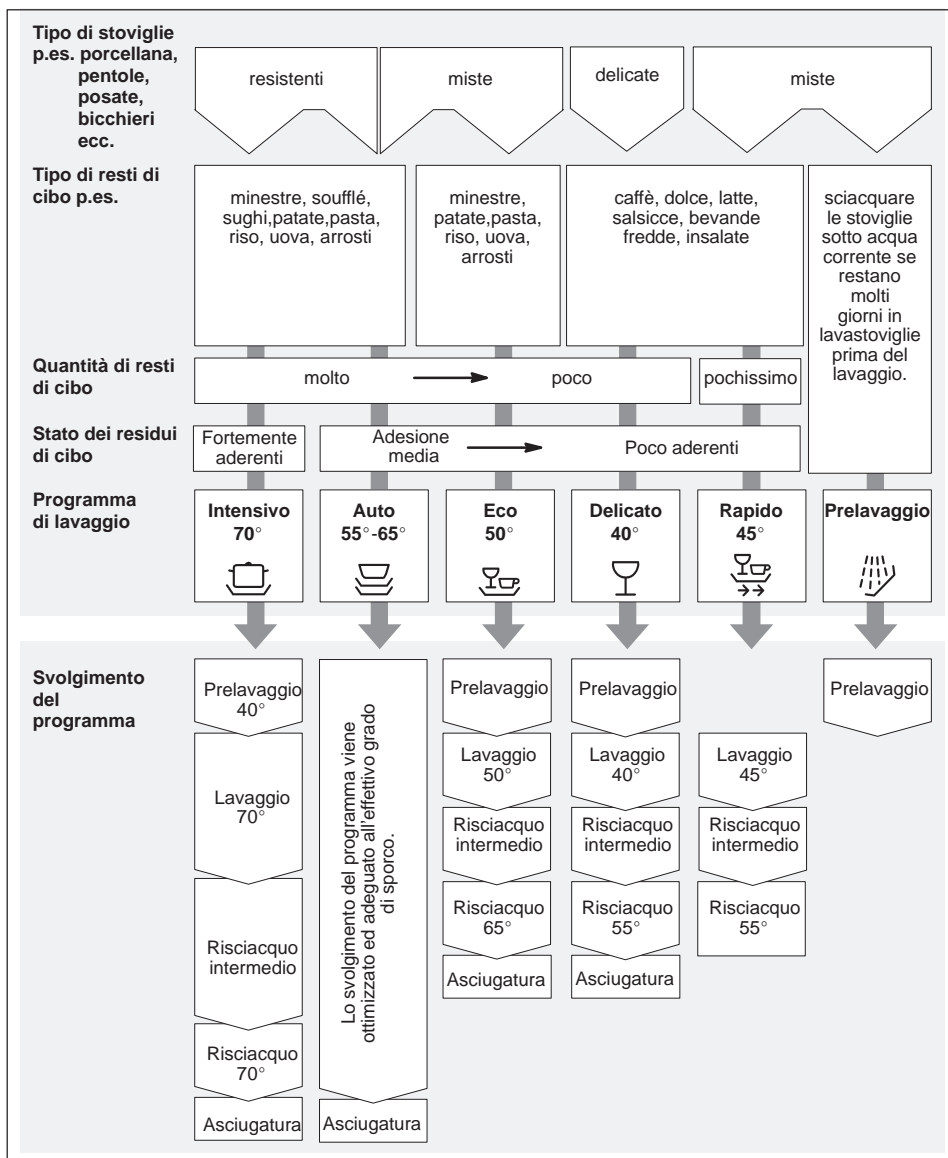 Tipo di stoviglie
p.es. porcellana,
pentole,
posate,
bicchieri
ecc.
resistenti
miste
delicate
miste
Tipo di resti di
cibo p.es.
minestre, soufflé,
sughi,patate,pasta,
riso, uova, arrosti
minestre,
patate,pasta,
riso, uova,
arrosti
caffè, dolce, latte,
salsicce, bevande
fredde, insalate
sciacquare
le stoviglie
sotto acqua
corrente se
restano
molti
giorni in
lavastoviglie
prima del
lavaggio.
Quantità di resti
di cibo
molto
poco
pochissimo
Stato dei residui
di cibo
Fortemente
aderenti
Adesione
media
Poco aderenti
Programma
di lavaggio
Intensivo
70°
Auto
55°-65°
Eco
50°
Delicato
40°
Rapido
45°
Prelavaggio
Svolgimento
del
programma
Prelavaggio
40°
Lavaggio
70°
Risciacquo
intermedio
Risciacquo
70°
Asciugatura
Lo svolgimento del programma viene
ottimizzato ed adeguato all'effettivo grado
di sporco.
Asciugatura
Prelavaggio
Lavaggio
50°
Risciacquo
intermedio
Risciacquo
65°
Asciugatura
Prelavaggio
Lavaggio
40°
Risciacquo
intermedio
Risciacquo
55°
Asciugatura
Lavaggio
45°
Risciacquo
intermedio
Risciacquo
55°
Prelavaggio